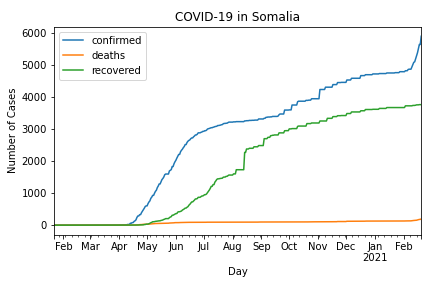 COVID-19 in Somalia
confirmed
deaths
recovered
Number of Cases
6000
5000
4000
3000
2000
1000
0
Feb Mar Apr May Jun Jul Aug Sep Oct Nov Dec Jan Feb
2021
Day